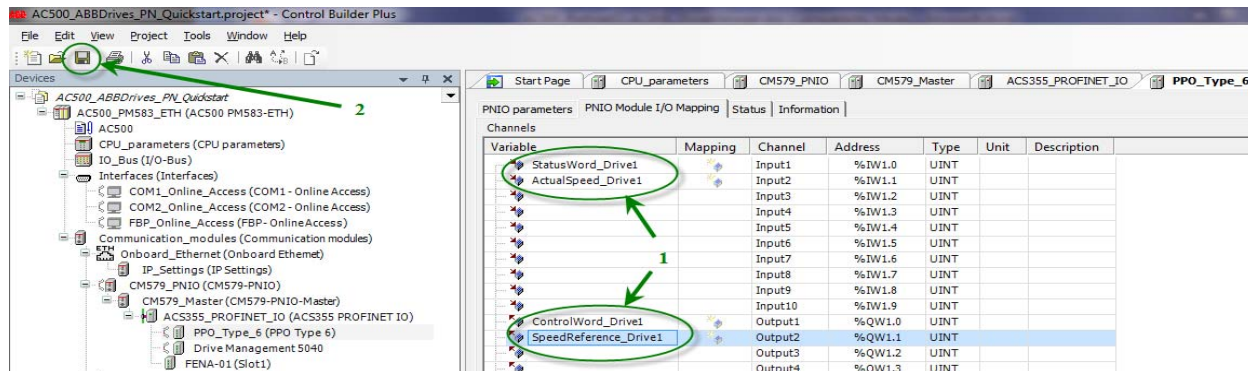 AC500_ABBDrives_PN_Quickstart.project* - Control Builder Plus
File Edit View Project Tools Window Help
Devices
AC500_ABBDrives_PN_Quickstart
AC500_PM583_ETH (AC500 PM583-ETH)
AC500
CPU_parameters (CPU parameters)
IO_Bus (I/O-Bus)
Interfaces (Interfaces)
COM1_Online_Access (COM1 - Online Access)
COM2_Online_Access (COM2 - Online Access)
FBP_Online_Access (FBP- Online Access)
Communication_modules (Communication modules)
Onboard_Ethernet (Onboard Ethernet)
IP_Settings (IP Settings)
CM579_PNIO (CM579-PNIO)
CM579_Master (CM579-PNIO-Master)
ACS355_PROFINET_IO (ACS355 PROFINET IO)
PPO_Type_6 (PPO Type 6)
Drive Management 5040
FENA-01 (Slot1)
2
Start Page CPU_parameters CM579_PNIO CM579_Master ACS355_PROFINET_IO PPO_Type_6
PNIO parameters PNIO Module I/O Mapping Status Information
Channels
Variable Mapping Channel Address Type Unit Description
StatusWord_Drive1 Input1 %IW1.0 UINT
ActualSpeed_Drive1 Input2 %IW1.1 UINT
Input3 %IW1.2 UINT
Input4 %IW1.3 UINT
Input5 %IW1.4 UINT
Input6 %IW1.5 UINT
1 Input7 %IW1.6 UINT
Input8 %IW1.7 UINT
Input9 %IW1.8 UINT
Input10 %IW1.9 UINT
ControlWord_Drive1 Output1 %QW1.0 UINT
SpeedReference_Drive1 Output2 %QW1.1 UINT
Output3 %QW1.2 UINT
Output4 %QW1.3 UINT